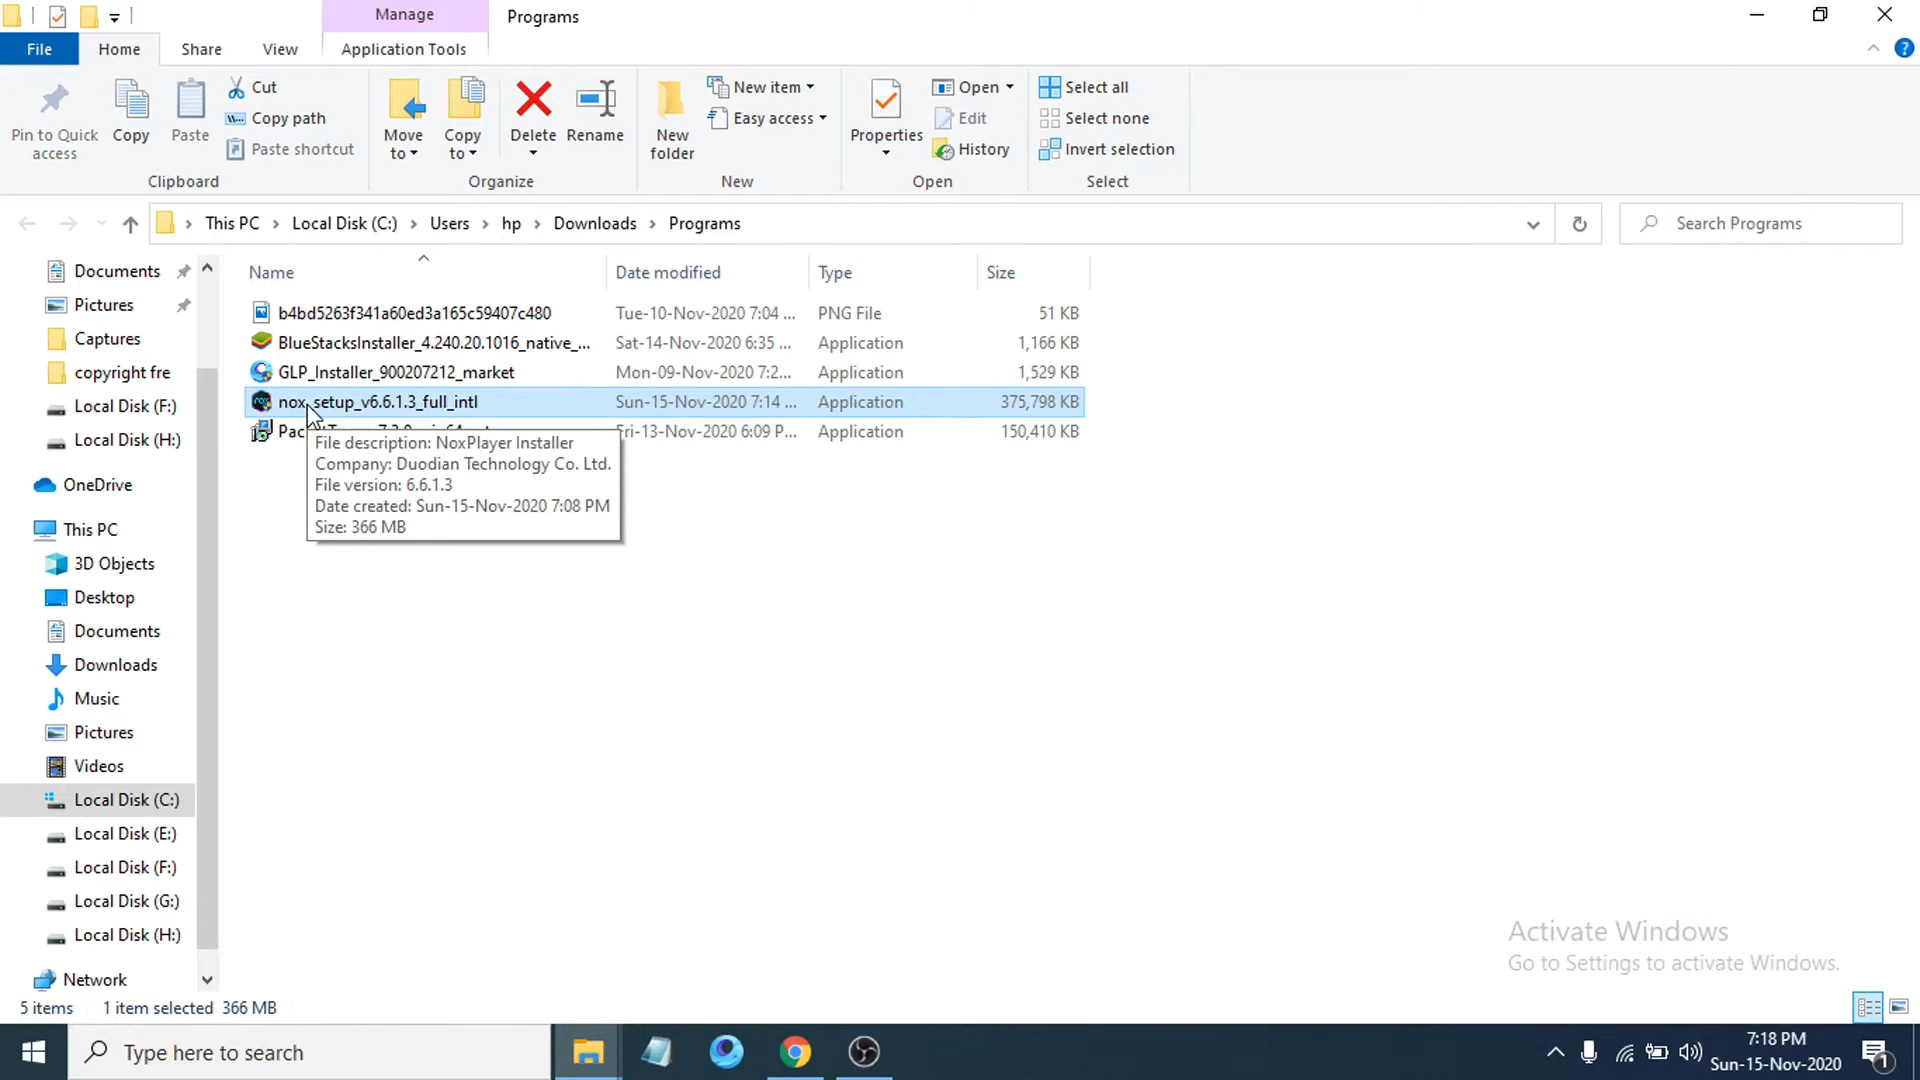 Manage
Programs
File
Home
Share
View
Application Tools
Pin to Quick access
Copy
Paste
Cut
Copy path
Paste shortcut
Clipboard
Move to
Copy to
Delete
Rename
Organize
New folder
New item
Easy access
New
Properties
Open
Edit
History
Open
Select all
Select none
Invert selection
Select
This PC
Local Disk (C:)
Users
hp
Downloads
Programs
Search Programs
Name
Date modified
Type
Size
b4bd5263f341a60ed3a165c59407c480 Tue-10-Nov-2020 7:04 ... PNG File 51 KB
BlueStacksInstaller_4.240.20.1016_native_... Sat-14-Nov-2020 6:35 ... Application 1,166 KB
GLP_Installer_900207212_market Mon-09-Nov-2020 7:2... Application 1,529 KB
nox_setup_v6.6.1.3_full_intl Sun-15-Nov-2020 7:14 ... Application 375,798 KB
Fri-13-Nov-2020 6:09 P... Application 150,410 KB
File description: NoxPlayer Installer
Company: Duodian Technology Co. Ltd.
File version: 6.6.1.3
Date created: Sun-15-Nov-2020 7:08 PM
Size: 366 MB
Documents
Pictures
Captures
copyright fre
Local Disk (F:)
Local Disk (H:)
OneDrive
This PC
3D Objects
Desktop
Documents
Downloads
Music
Pictures
Videos
Local Disk (C:)
Local Disk (E:)
Local Disk (F:)
Local Disk (G:)
Local Disk (H:)
Network
Activate Windows
Go to Settings to activate Windows.
5 items
1 item selected 366 MB
Type here to search
7:18 PM
Sun-15-Nov-2020
1